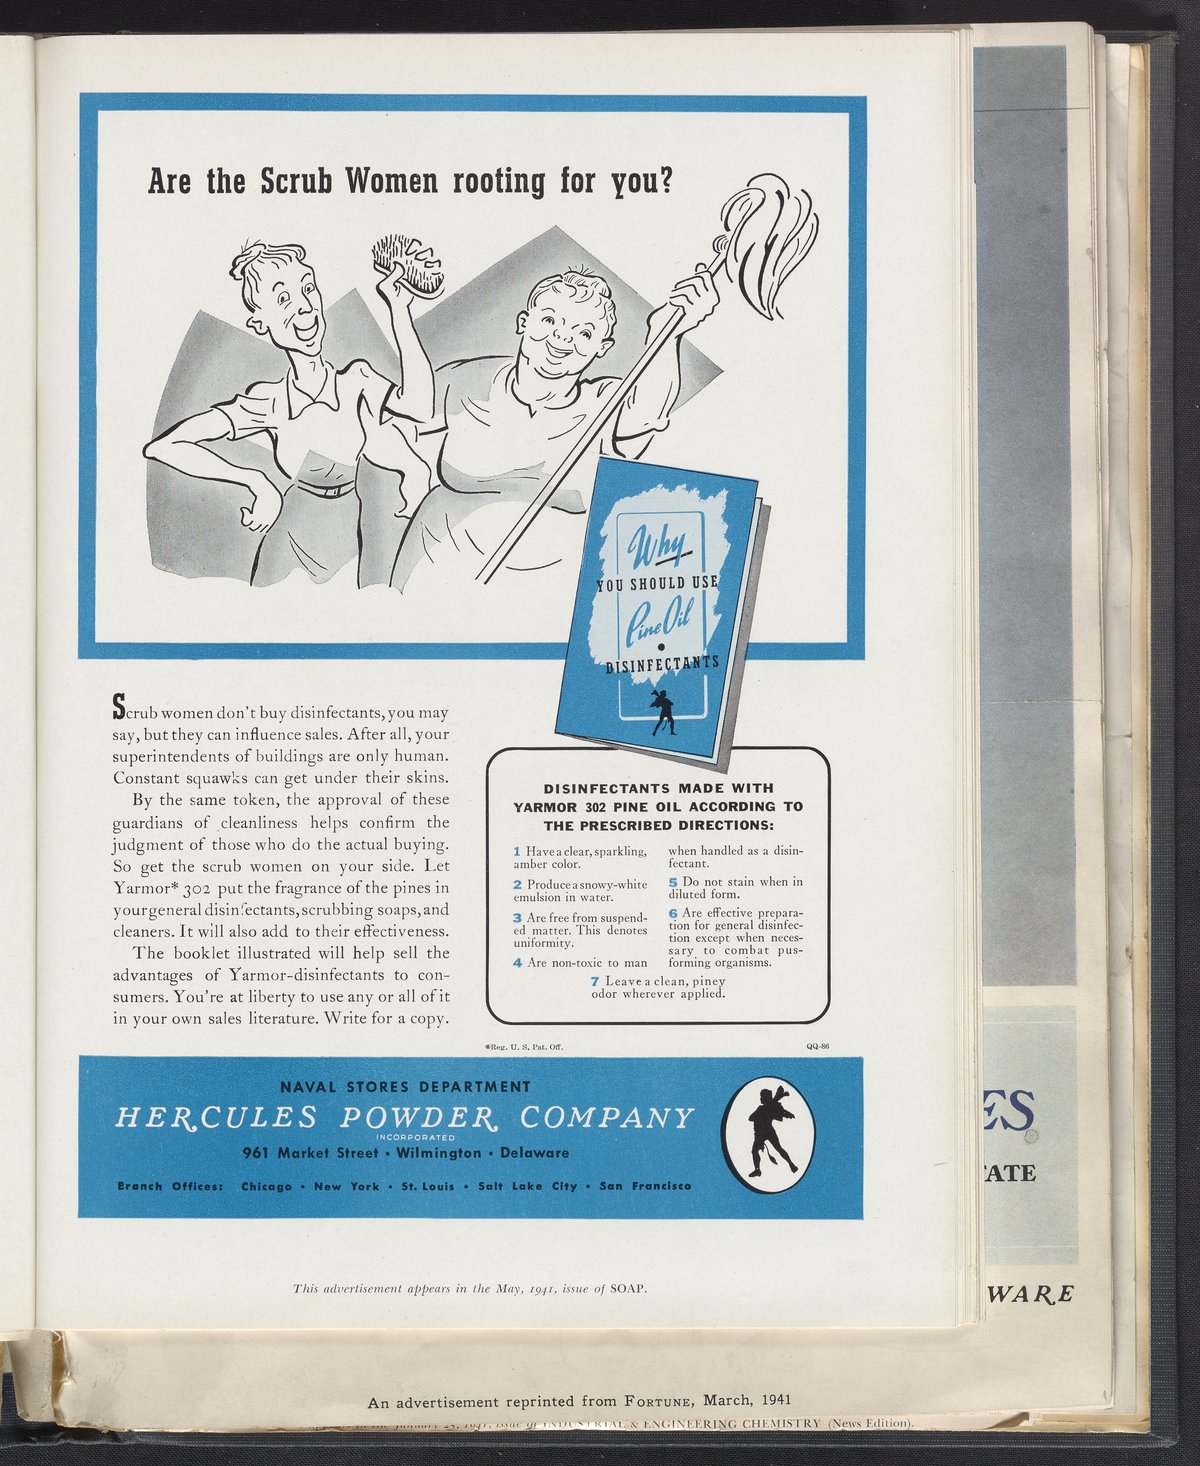 Are the Scrub Women rooting for you?
Why
YOU SHOULD USE
Pine Oil
DISINFECTANTS
Scrub women don't buy disinfectants, you may
say, but they can influence sales. After all, your
superintendents of buildings are only human.
Constant squawks can get under their skins.
By the same token, the approval of these
guardians of cleanliness helps confirm the
judgment of those who do the actual buying.
So get the scrub women on your side. Let
Yarmor* 302 put the fragrance of the pines in
your general disinfectants, scrubbing soaps, and
cleaners. It will also add to their effectiveness.
The booklet illustrated will help sell the
advantages of Yarmor-disinfectants to con-
sumers. You're at liberty to use any or all of it
in your own sales literature. Write for a copy.
DISINFECTANTS MADE WITH
YARMOR 302 PINE OIL ACCORDING TO
THE PRESCRIBED DIRECTIONS:
1 Have a clear, sparkling,
amber color.
2 Produce a snowy-white
emulsion in water.
3 Are free from suspend-
ed matter. This denotes
uniformity.
4 Are non-toxic to man
when handled as a disin-
fectant.
5 Do not stain when in
diluted form.
6 Are effective prepara-
tion for general disinfec-
tion except when neces-
sary to combat pus-
forming organisms.
7 Leave a clean, piney
odor wherever applied.
*Reg. U. S. Pat. Off.
QQ-86
NAVAL STORES DEPARTMENT
HERCULES POWDER COMPANY
INCORPORATED
961 Market Street • Wilmington • Delaware
Branch Offices: Chicago • New York • St. Louis • Salt Lake City • San Francisco
This advertisement appears in the May, 1941, issue of SOAP.
ES
ATE
WARE
An advertisement reprinted from FORTUNE, March, 1941
January 25, 1941, issue of INDUSTRIAL & ENGINEERING CHEMISTRY (News Edition).